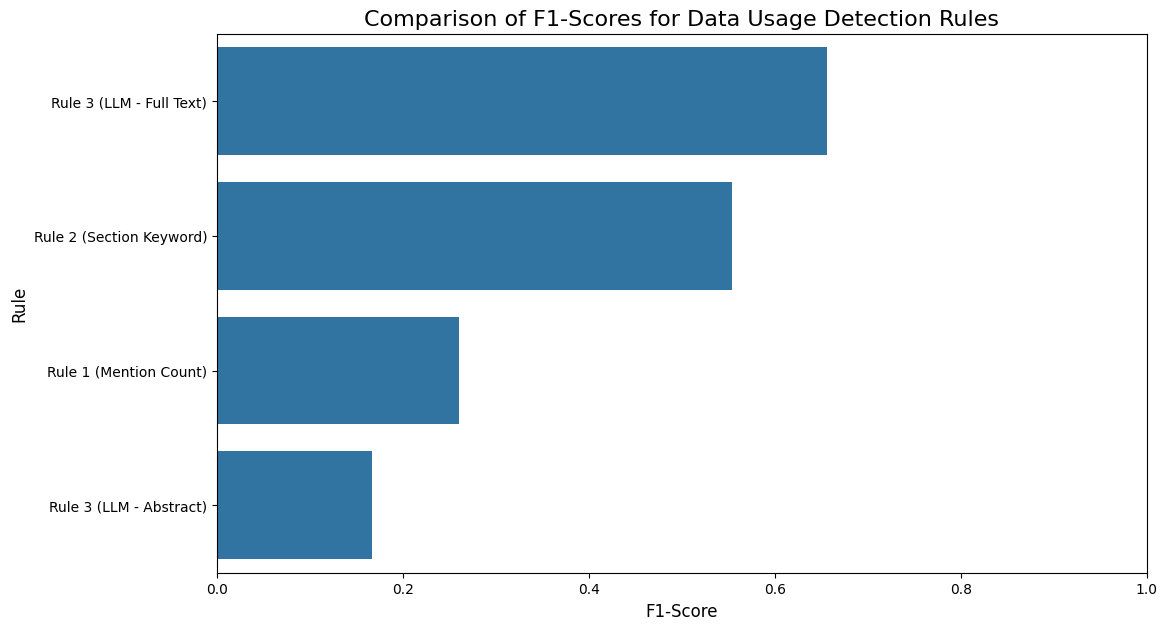 Comparison of F1-Scores for Data Usage Detection Rules
Rule
Rule 3 (LLM - Full Text)
Rule 2 (Section Keyword)
Rule 1 (Mention Count)
Rule 3 (LLM - Abstract)
0.0 0.2 0.4 0.6 0.8 1.0
F1-Score